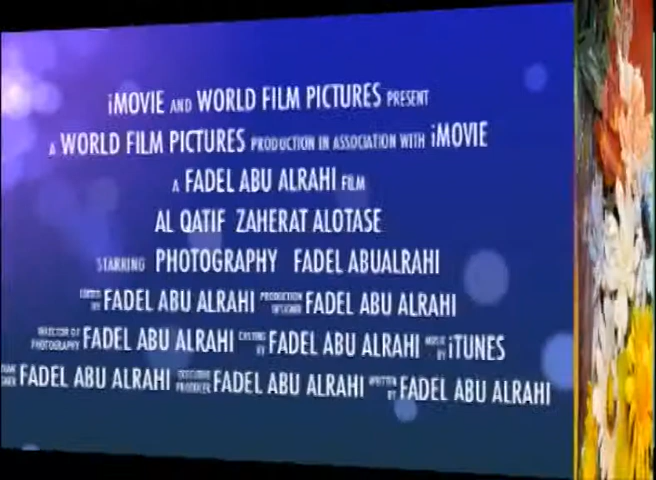 iMOVIE AND WORLD FILM PICTURES PRESENT
A WORLD FILM PICTURES PRODUCTION IN ASSOCIATION WITH iMOVIE
A FADEL ABU ALRAHI FILM
AL QATIF ZAHERAT ALOTASE
STARRING PHOTOGRAPHY FADEL ABUALRAHI
EDITED BY FADEL ABU ALRAHI PRODUCTION DESIGNER FADEL ABU ALRAHI
DIRECTOR OF PHOTOGRAPHY FADEL ABU ALRAHI CASTING BY FADEL ABU ALRAHI MUSIC BY iTUNES
FADEL ABU ALRAHI EXECUTIVE PRODUCER FADEL ABU ALRAHI WRITTEN BY FADEL ABU ALRAHI